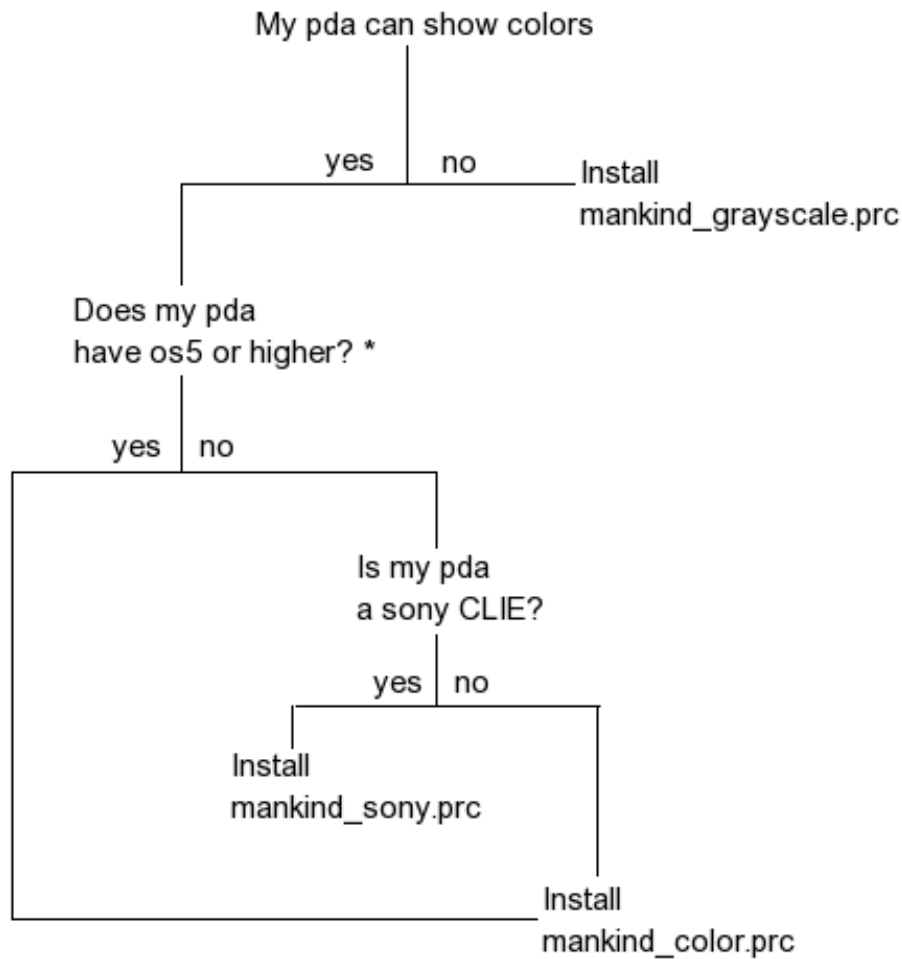 My pda can show colors
yes no
Install
mankind_grayscale.prc
Does my pda
have os5 or higher? *
yes no
Is my pda
a sony CLIE?
yes no
Install
mankind_sony.prc
Install
mankind_color.prc